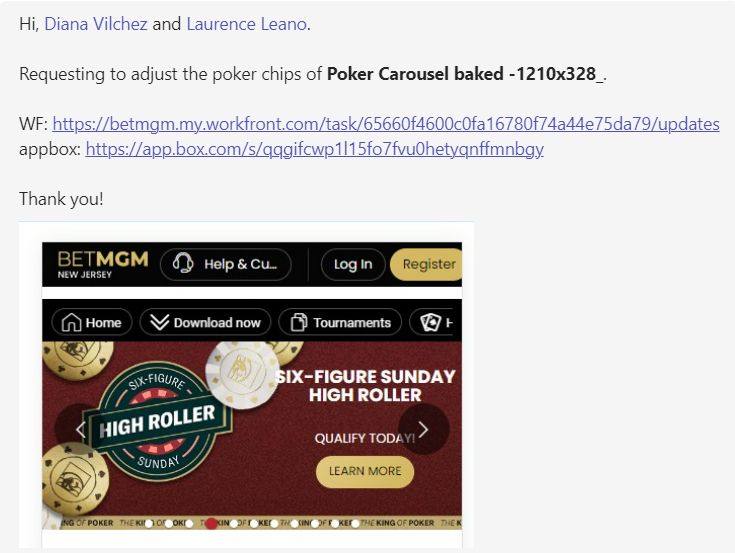 Hi, Diana Vilchez and Laurence Leano.
Requesting to adjust the poker chips of Poker Carousel baked -1210x328_.
WF: https://betmgm.my.workfront.com/task/65660f4600c0fa16780f74a44e75da79/updates
appbox: https://app.box.com/s/qqgifcwp1l15fo7fvu0hetyqnffmnbgy
Thank you!
BETMGM
NEW JERSEY
Help & Cu...
Log In
Register
Home
Download now
Tournaments
SIX-FIGURE
HIGH ROLLER
SUNDAY
SIX-FIGURE SUNDAY
HIGH ROLLER
QUALIFY TODAY!
LEARN MORE
OF POKER THE KING OF POKER THE KING OF POKER THE KING OF POKER THE KING OF POKER